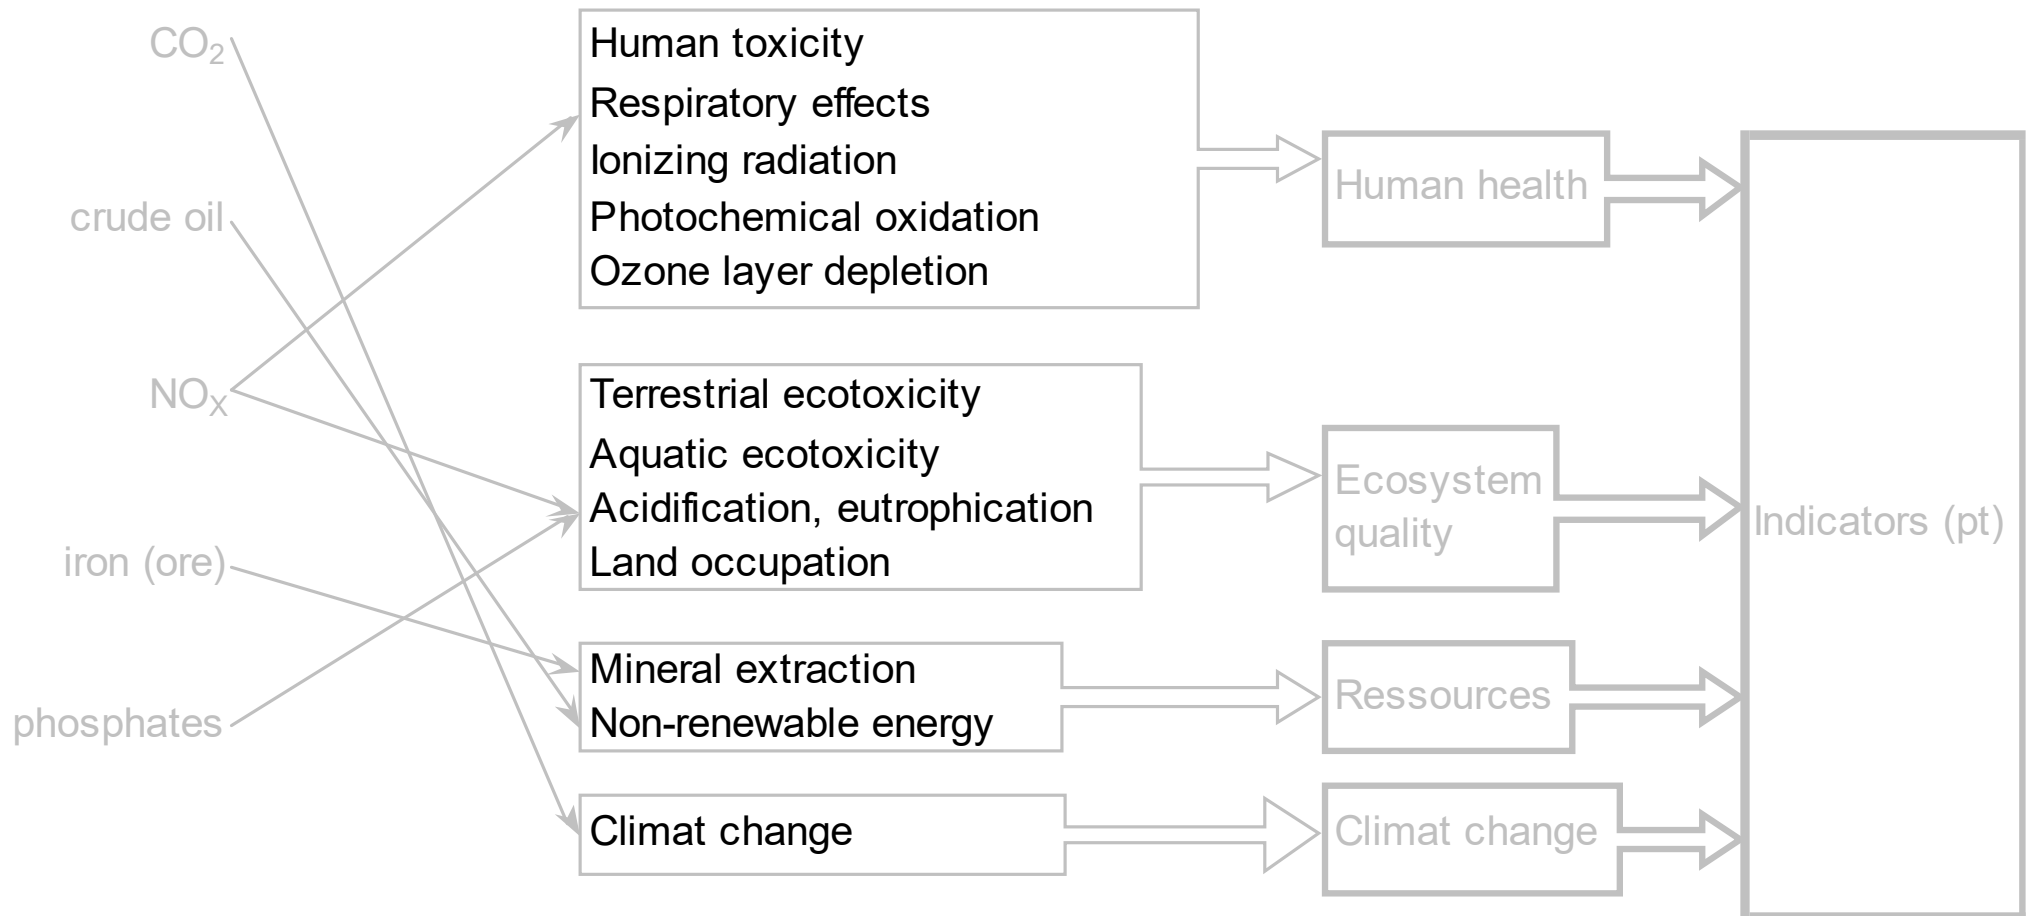 CO₂
crude oil
NOₓ
iron (ore)
phosphates
Human toxicity
Respiratory effects
Ionizing radiation
Photochemical oxidation
Ozone layer depletion
Terrestrial ecotoxicity
Aquatic ecotoxicity
Acidification, eutrophication
Land occupation
Mineral extraction
Non-renewable energy
Climat change
Human health
Ecosystem
quality
Ressources
Climat change
Indicators (pt)